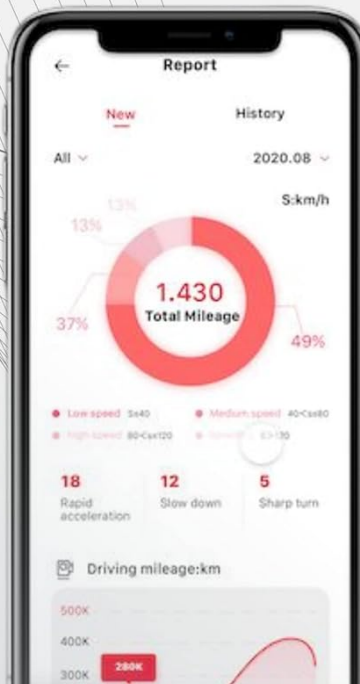 Report
New
History
All
2020.08
S:km/h
13%
13%
1.430
Total Mileage
37%
49%
Low speed S≤40
Medium speed 40<S≤80
High speed 80<S≤120
18
12
5
Rapid
acceleration
Slow down
Sharp turn
Driving mileage:km
500K
400K
300K
280K